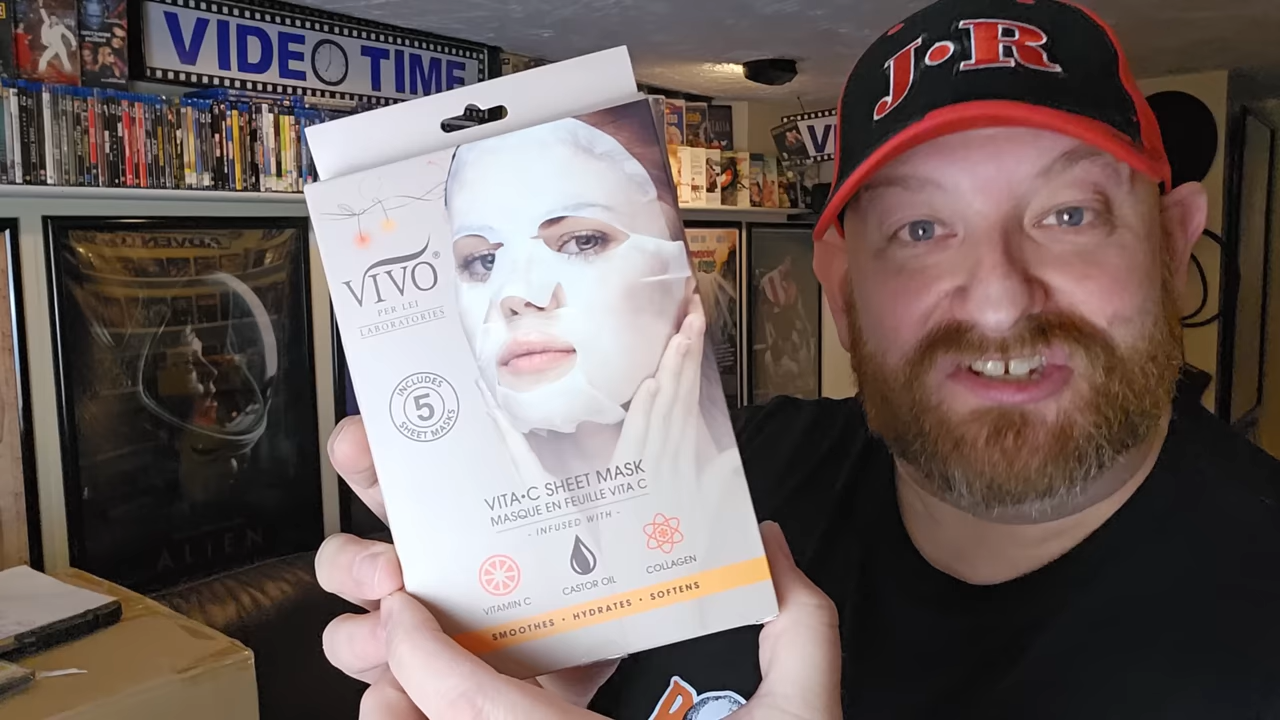 VIDEO TIME
J•R
VIVO®
PER LEI
LABORATORIES
INCLUDES
5
SHEET MASKS
VITA•C SHEET MASK
MASQUE EN FEUILLE VITA C
- INFUSED WITH -
VITAMIN C
CASTOR OIL
COLLAGEN
SMOOTHES • HYDRATES • SOFTENS
ALIEN